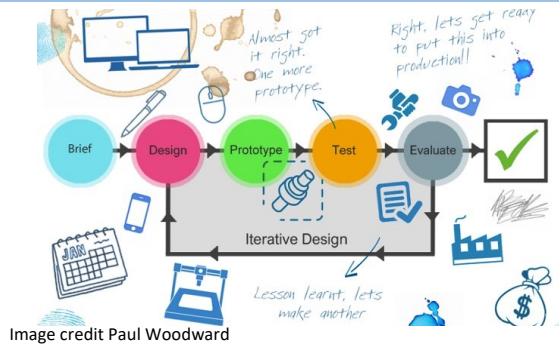 Almost got
it right.
One more
prototype.
Right, lets get ready
to put this into
production!!
Brief
Design
Prototype
Test
Evaluate
Iterative Design
JAN
Lesson learnt, lets
make another
$
Image credit Paul Woodward